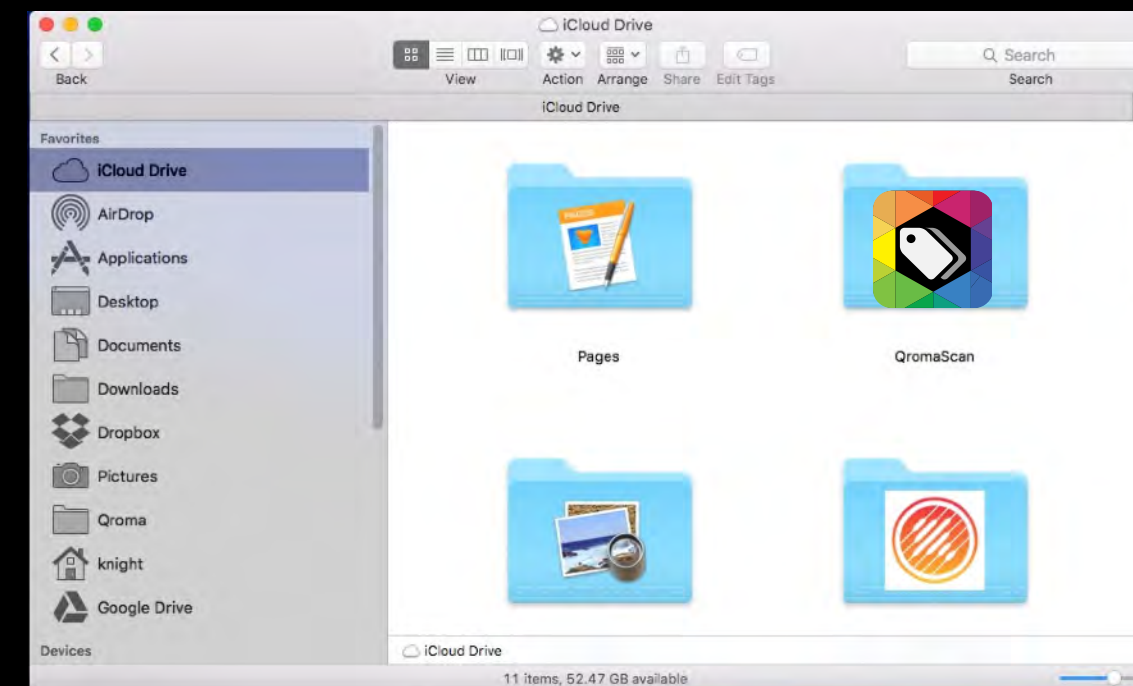 iCloud Drive
Back
View
Action
Arrange
Share
Edit Tags
Search
Search
iCloud Drive
Favorites
iCloud Drive
AirDrop
Applications
Desktop
Documents
Downloads
Dropbox
Pictures
Qroma
knight
Google Drive
Devices
PAGES
Pages
QromaScan
iCloud Drive
11 items, 52.47 GB available